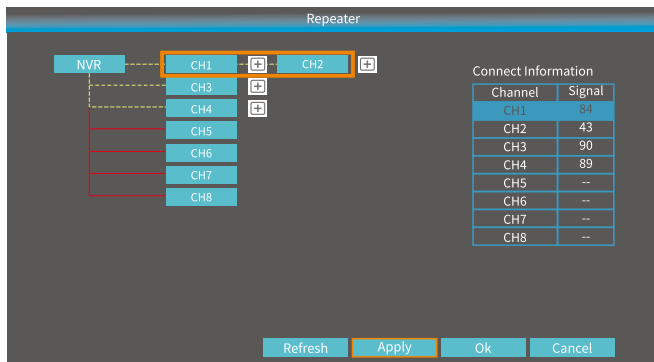 Repeater
NVR CH1 + CH2 +
CH3 +
CH4 +
CH5
CH6
CH7
CH8
Connect Information
Channel Signal
CH1 84
CH2 43
CH3 90
CH4 89
CH5 --
CH6 --
CH7 --
CH8 --
Refresh Apply Ok Cancel